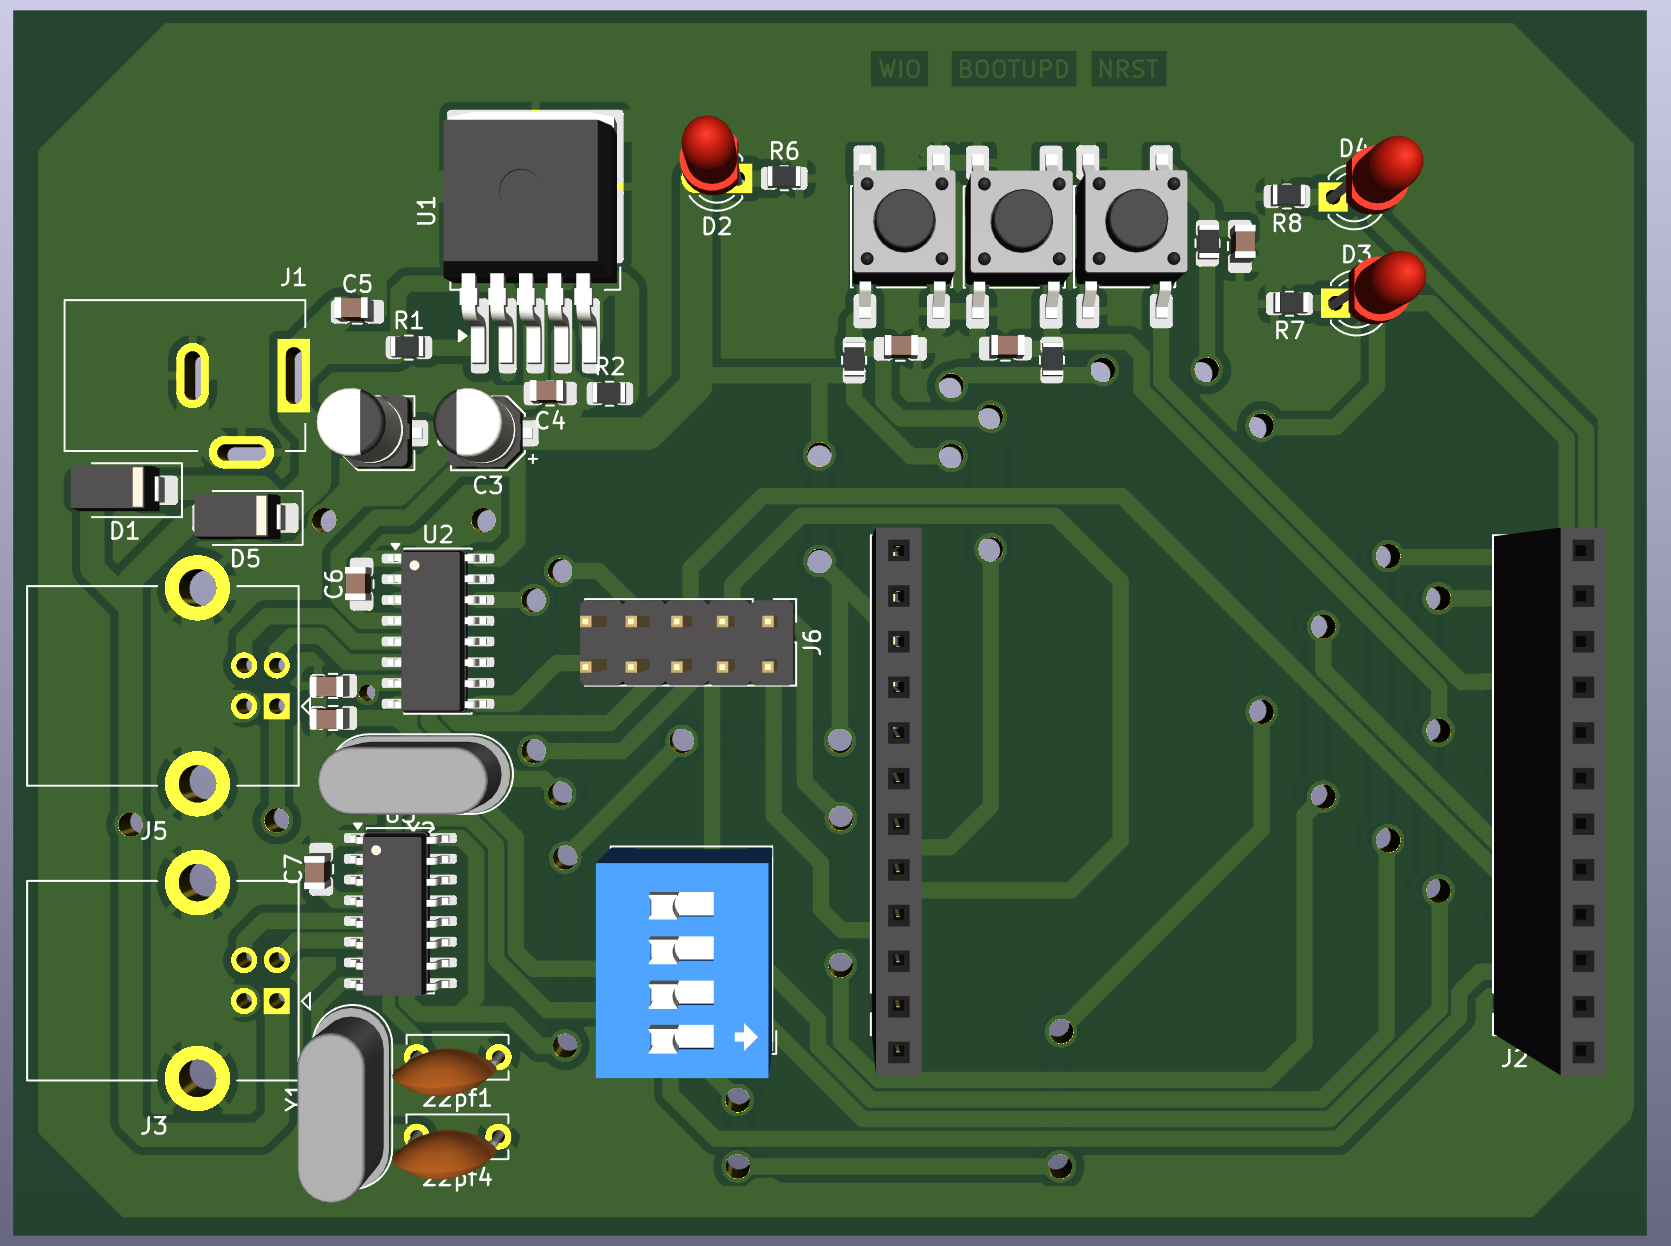 WIO BOOTUPD NRST
D4
R6
U1
D2
R8
D3
J1
C5
R1
R7
R2
C4
+
C3
D1
U2
D5
C6
J6
J5
C7
J2
22pf1
Y1
J3
22pf4